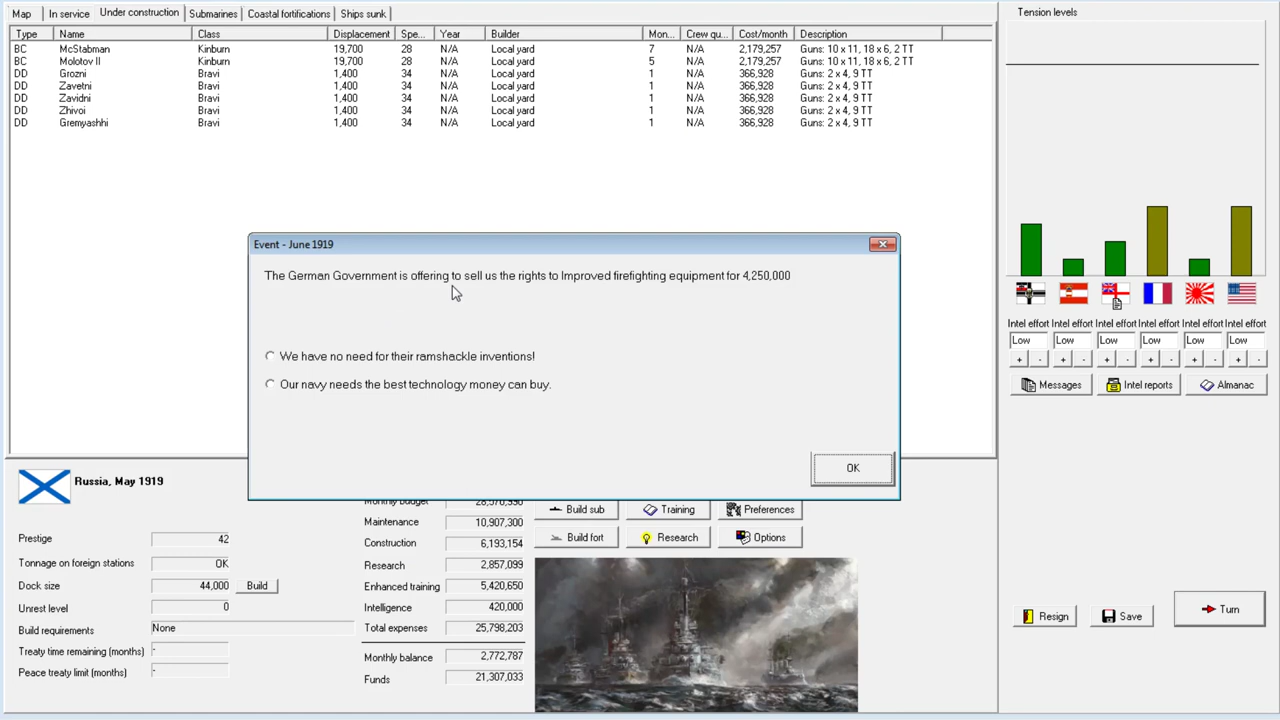 Map In service Under construction Submarines Coastal fortifications Ships sunk
Type Name Class Displacement Spe... Year Builder Mon... Crew qu... Cost/month Description
BC McStabman Kinburn 19,700 28 N/A Local yard 7 N/A 2,179,257 Guns: 10 x 11, 18 x 6, 2 TT
BC Molotov II Kinburn 19,700 28 N/A Local yard 5 N/A 2,179,257 Guns: 10 x 11, 18 x 6, 2 TT
DD Grozni Bravi 1,400 34 N/A Local yard 1 N/A 366,928 Guns: 2 x 4, 9 TT
DD Zavetni Bravi 1,400 34 N/A Local yard 1 N/A 366,928 Guns: 2 x 4, 9 TT
DD Zavidni Bravi 1,400 34 N/A Local yard 1 N/A 366,928 Guns: 2 x 4, 9 TT
DD Zhivoi Bravi 1,400 34 N/A Local yard 1 N/A 366,928 Guns: 2 x 4, 9 TT
DD Gremyashhi Bravi 1,400 34 N/A Local yard 1 N/A 366,928 Guns: 2 x 4, 9 TT
Event - June 1919
The German Government is offering to sell us the rights to Improved firefighting equipment for 4,250,000
We have no need for their ramshackle inventions!
Our navy needs the best technology money can buy.
OK
Russia, May 1919
Prestige 42
Tonnage on foreign stations OK
Dock size 44,000 Build
Unrest level 0
Build requirements None
Treaty time remaining (months) -
Peace treaty limit (months) -
Monthly budget 28,570,990
Maintenance 10,907,300
Construction 6,193,154
Research 2,857,099
Enhanced training 5,420,650
Intelligence 420,000
Total expenses 25,798,203
Monthly balance 2,772,787
Funds 21,307,033
Build sub Training Preferences
Build fort Research Options
Tension levels
Intel effort Intel effort Intel effort Intel effort Intel effort Intel effort
Low Low Low Low Low Low
+ - + - + - + - + - + -
Messages Intel reports Almanac
Resign Save Turn